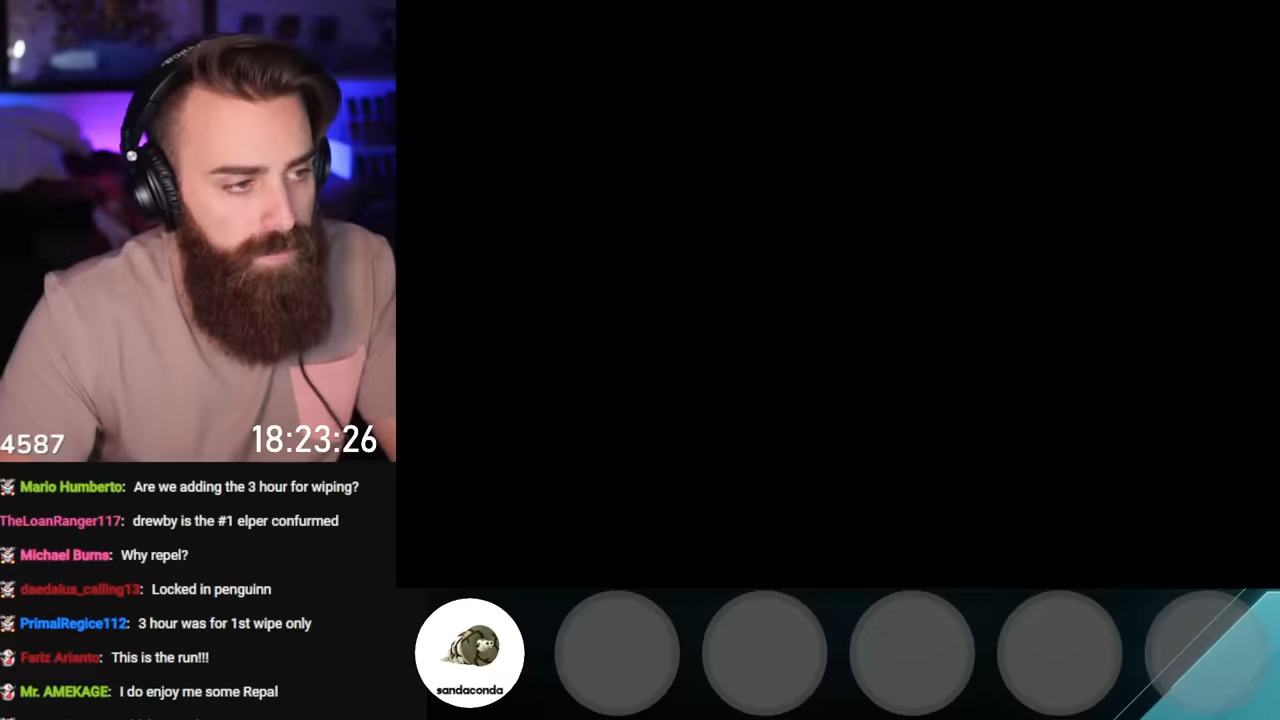 4587
18:23:26
Mario Humberto: Are we adding the 3 hour for wiping?
TheLoanRanger117: drewby is the #1 elper confurmed
Michael Burns: Why repel?
daedalus_calling13: Locked in penguinn
PrimalRegice112: 3 hour was for 1st wipe only
Fariz Arianto: This is the run!!!
Mr. AMEKAGE: I do enjoy me some Repal
sandaconda